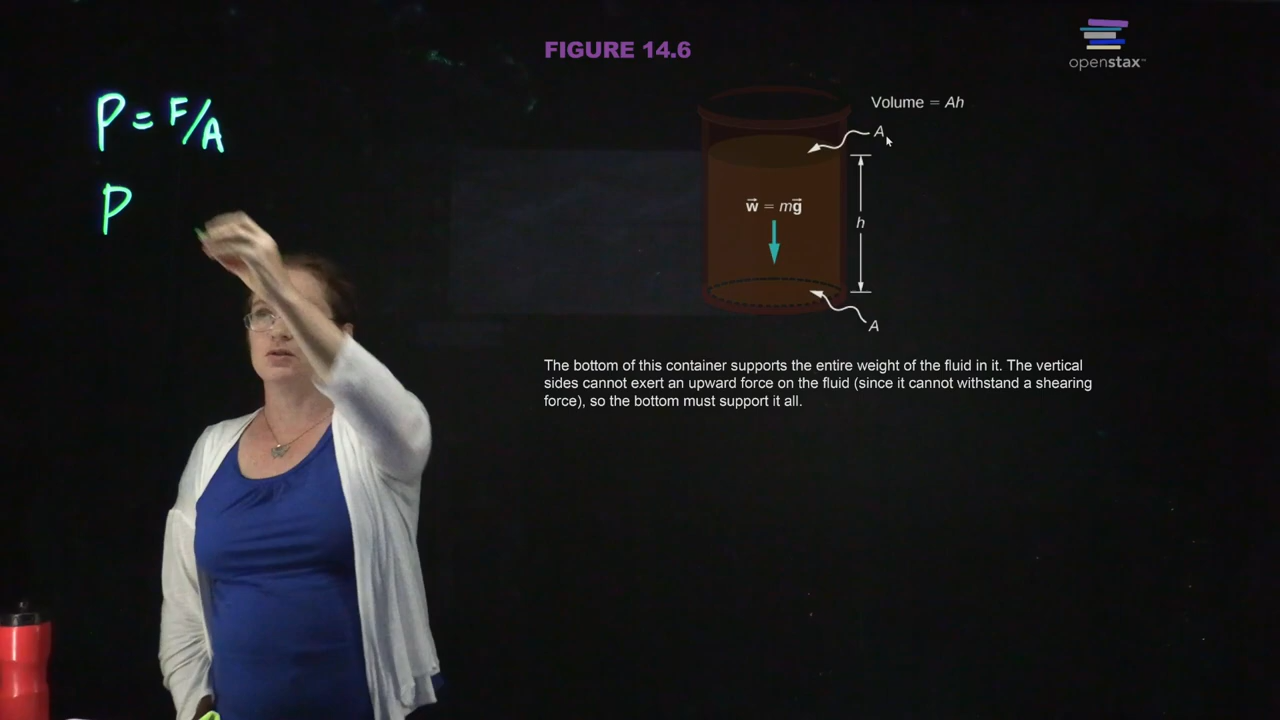 P = F/A
P
FIGURE 14.6
openstax™
Volume = Ah
A
w⃗ = mg⃗
h
A
The bottom of this container supports the entire weight of the fluid in it. The vertical
sides cannot exert an upward force on the fluid (since it cannot withstand a shearing
force), so the bottom must support it all.